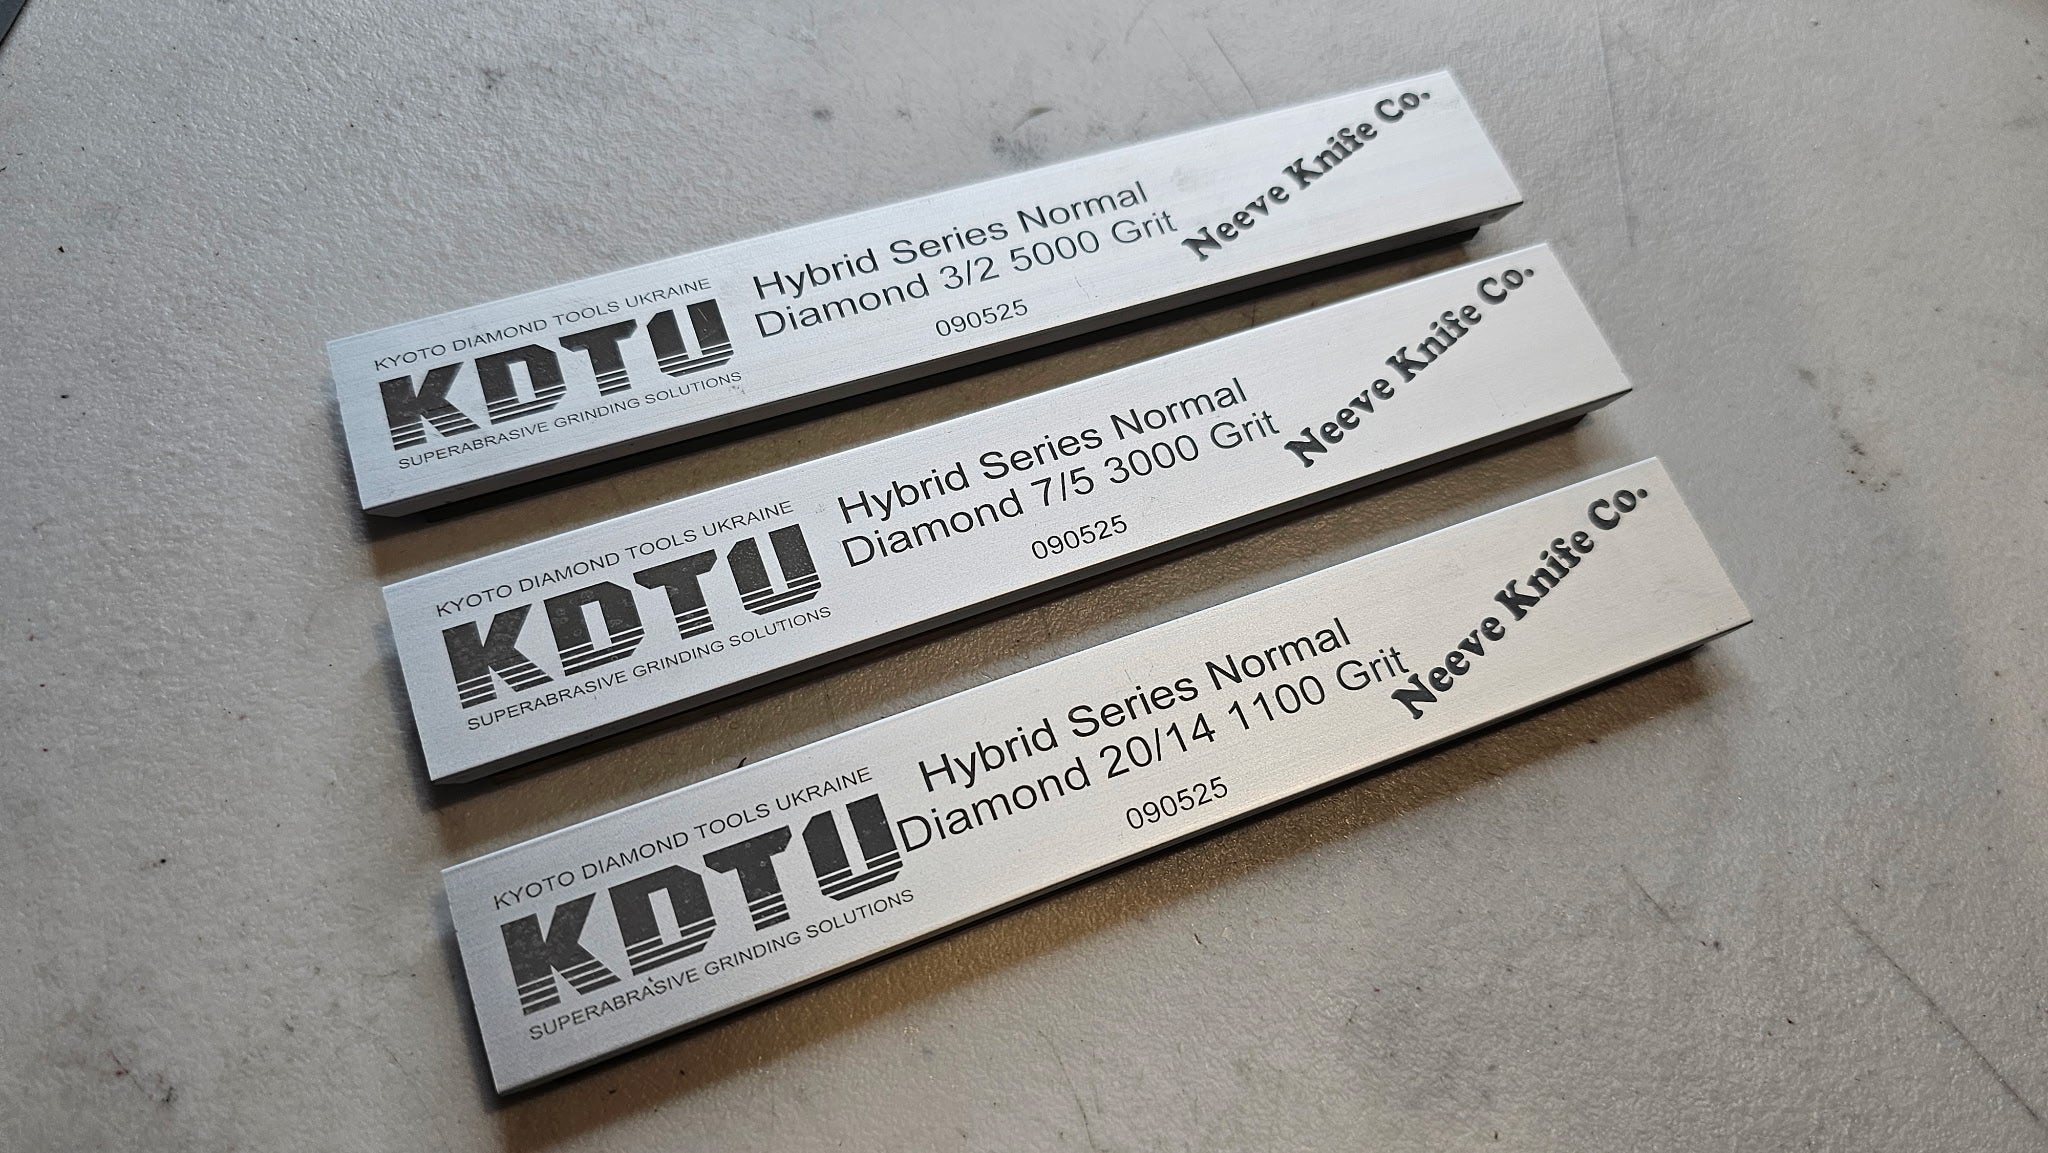 KYOTO DIAMOND TOOLS UKRAINE
KDTU
SUPERABRASIVE GRINDING SOLUTIONS
Hybrid Series Normal
Diamond 3/2 5000 Grit
090525
Neeve Knife Co.
KYOTO DIAMOND TOOLS UKRAINE
KDTU
SUPERABRASIVE GRINDING SOLUTIONS
Hybrid Series Normal
Diamond 7/5 3000 Grit
090525
Neeve Knife Co.
KYOTO DIAMOND TOOLS UKRAINE
KDTU
SUPERABRASIVE GRINDING SOLUTIONS
Hybrid Series Normal
Diamond 20/14 1100 Grit
090525
Neeve Knife Co.